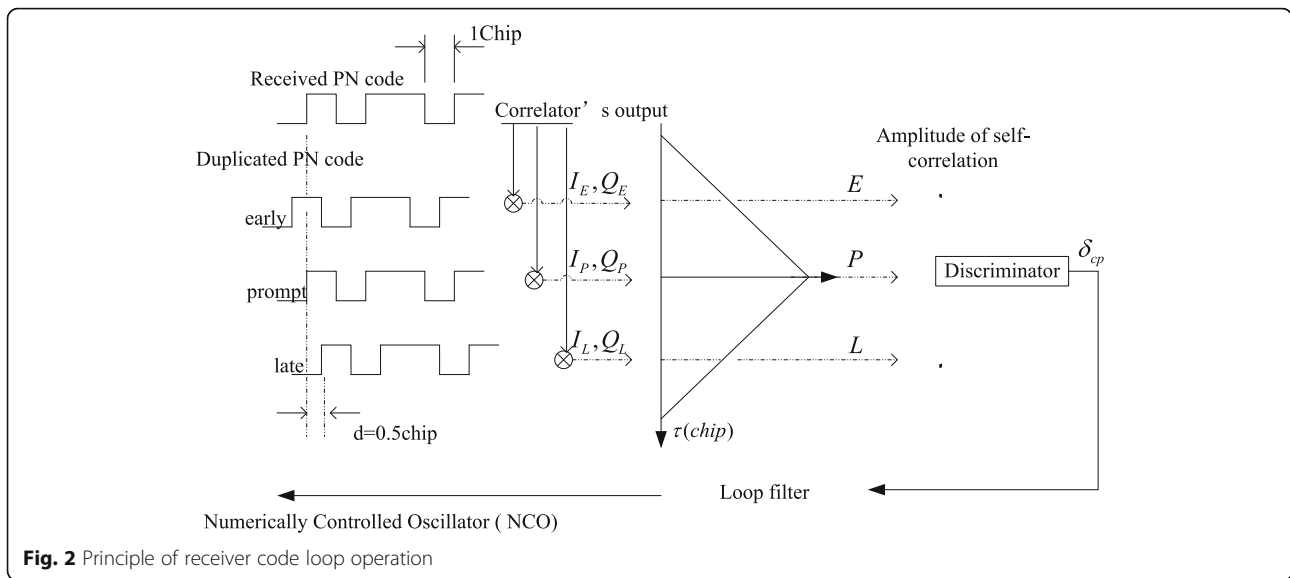 1Chip
Received PN code
Correlator’ s output
Duplicated PN code
Amplitude of self-
correlation
I_E, Q_E
E
early
I_P, Q_P
P
Discriminator
δ_cp
prompt
I_L, Q_L
L
late
d=0.5chip
τ(chip)
Loop filter
Numerically Controlled Oscillator ( NCO)
Fig. 2 Principle of receiver code loop operation